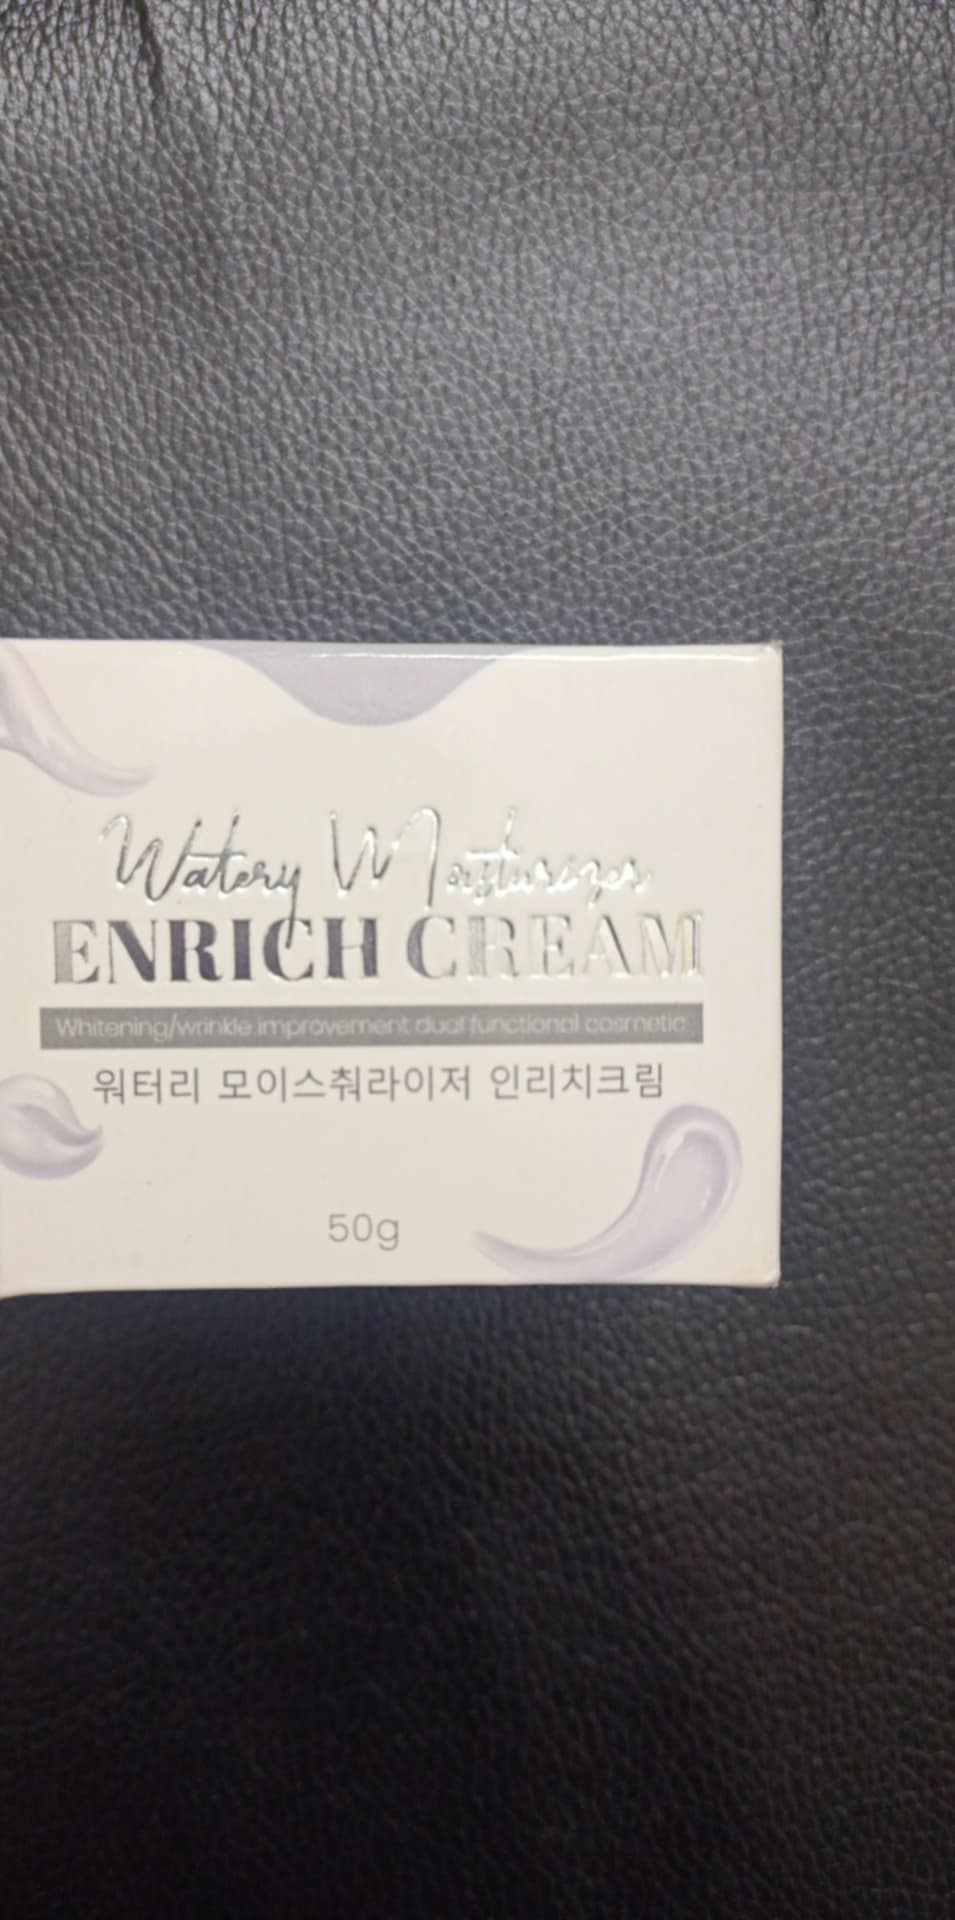 Watery Moisturizer
ENRICH CREAM
Whitening/wrinkle improvement dual functional cosmetic
워터리 모이스춰라이저 인리치크림
50g